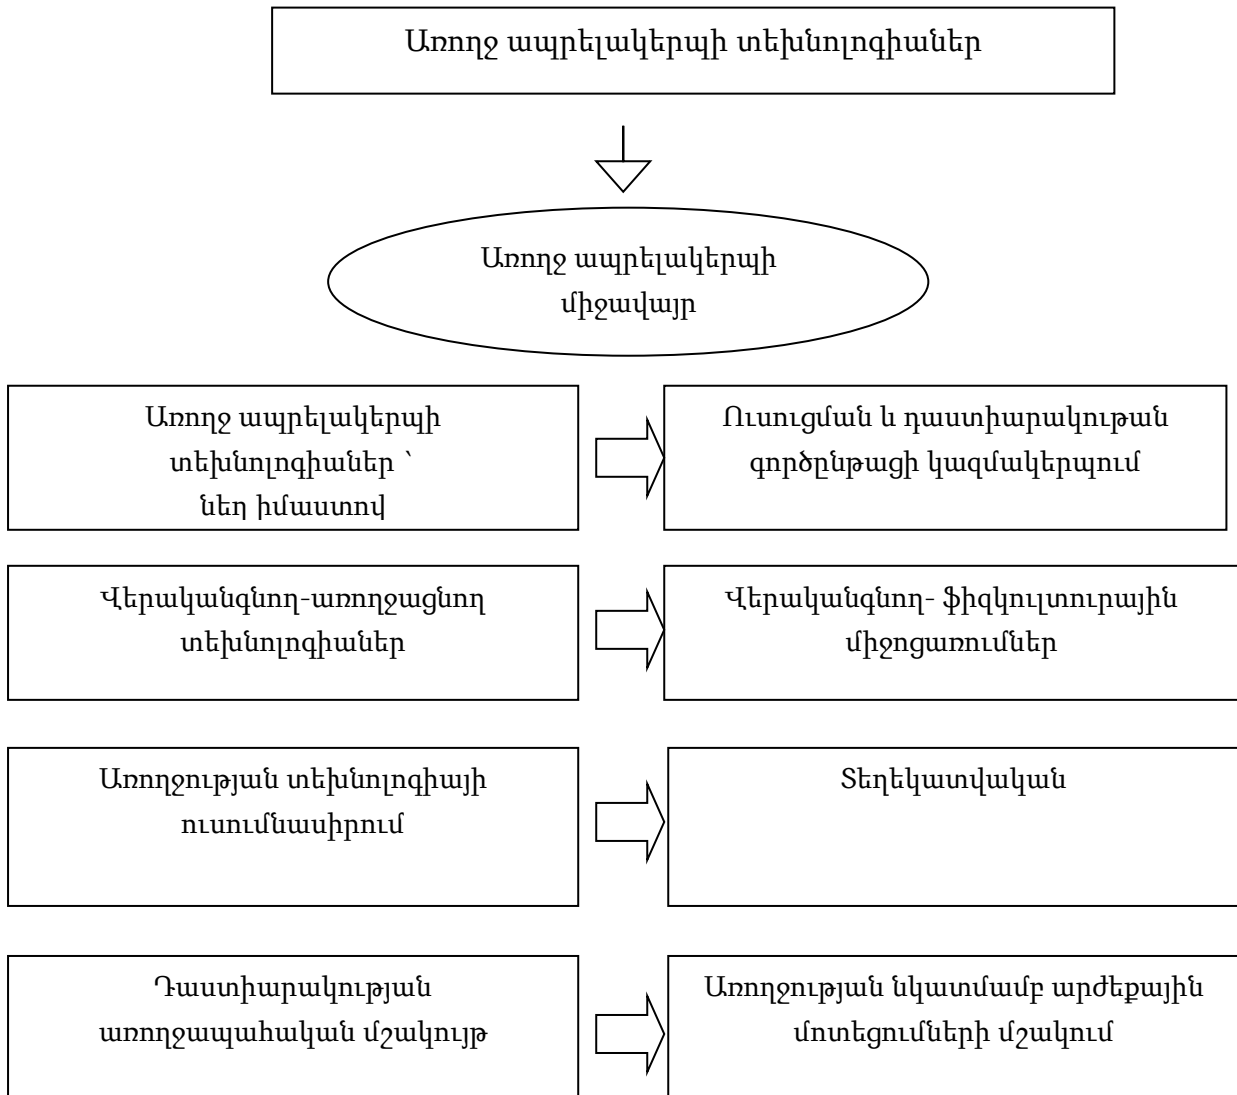 Առողջ ապրելակերպի տեխնոլոգիաներ
Առողջ ապրելակերպի
միջավայր
Առողջ ապրելակերպի
տեխնոլոգիաներ `
նեղ իմաստով
Ուսուցման և դաստիարակութան
գործընթացի կազմակերպում
Վերականգնող-առողջացնող
տեխնոլոգիաներ
Վերականգնող- ֆիզկուլտուրային
միջոցառումներ
Առողջության տեխնոլոգիայի
ուսումնասիրում
Տեղեկատվական
Դաստիարակության
առողջապահական մշակույթ
Առողջության նկատմամբ արժեքային
մոտեցումների մշակում